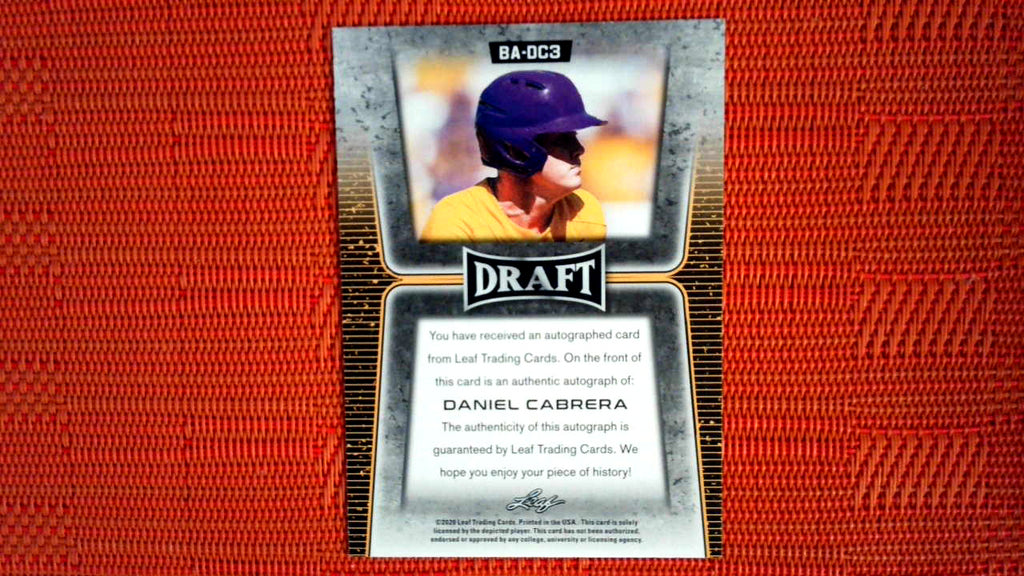 BA-DC3
DRAFT
You have received an autographed card
from Leaf Trading Cards. On the front of
this card is an authentic autograph of:
DANIEL CABRERA
The authenticity of this autograph is
guaranteed by Leaf Trading Cards. We
hope you enjoy your piece of history!
Leaf
©2020 Leaf Trading Cards. Printed in the USA. This card is solely
licensed by the depicted player. This card has not been authorized,
endorsed or approved by any college, university or licensing agency.